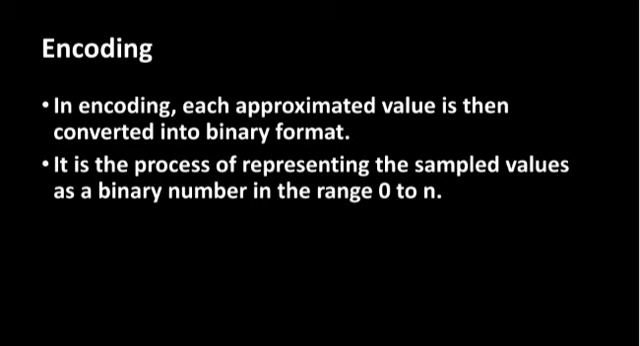 Encoding
• In encoding, each approximated value is then
converted into binary format.
• It is the process of representing the sampled values
as a binary number in the range 0 to n.